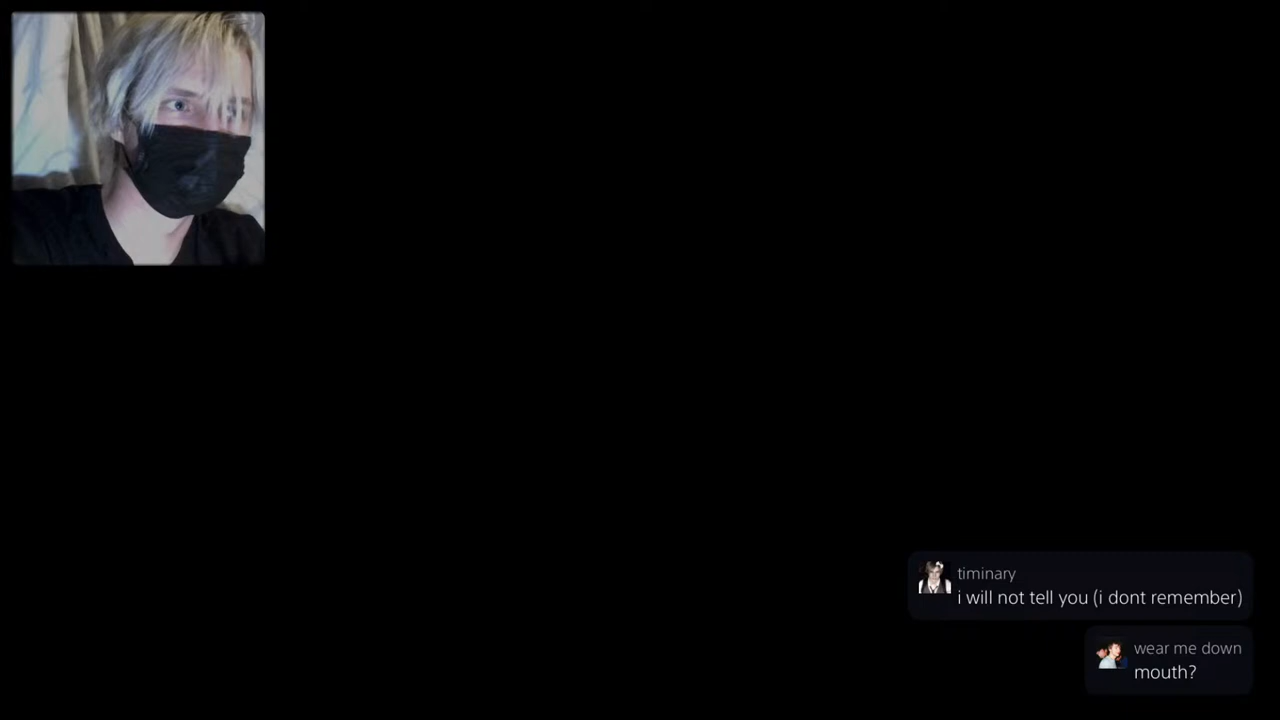 timinary
i will not tell you (i dont remember)
wear me down
mouth?